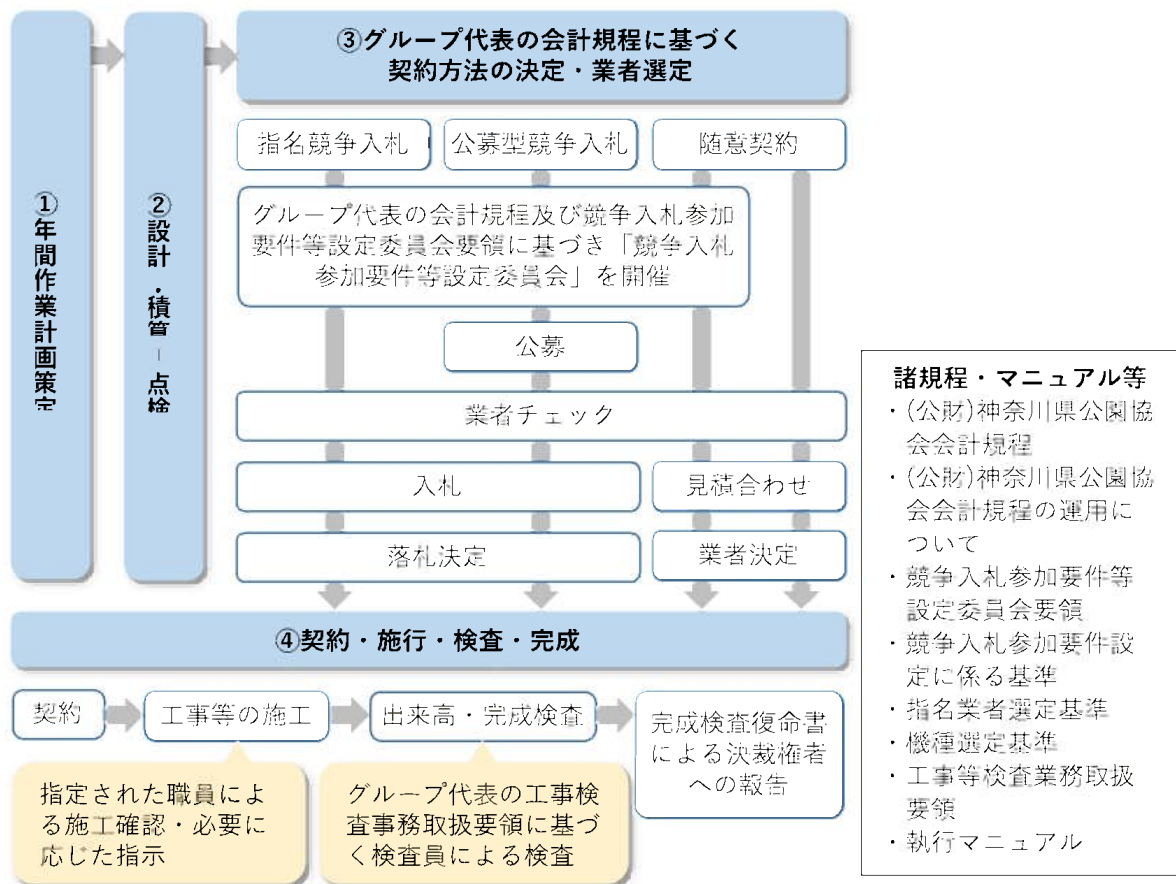 ①年間作業計画策定
②設計・積算－点検
③グループ代表の会計規程に基づく
契約方法の決定・業者選定
指名競争入札
公募型競争入札
随意契約
グループ代表の会計規程及び競争入札参加
要件等設定委員会要領に基づき「競争入札
参加要件等設定委員会」を開催
公募
業者チェック
入札
見積合わせ
落札決定
業者決定
④契約・施行・検査・完成
契約
工事等の施工
出来高・完成検査
完成検査復命書
による決裁権者
への報告
指定された職員によ
る施工確認・必要に
応じた指示
グループ代表の工事検
査事務取扱要領に基づ
く検査員による検査
諸規程・マニュアル等
・(公財)神奈川県公園協
会会計規程
・(公財)神奈川県公園協
会会計規程の運用に
ついて
・競争入札参加要件等
設定委員会要領
・競争入札参加要件設
定に係る基準
・指名業者選定基準
・機種選定基準
・工事等検査業務取扱
要領
・執行マニュアル